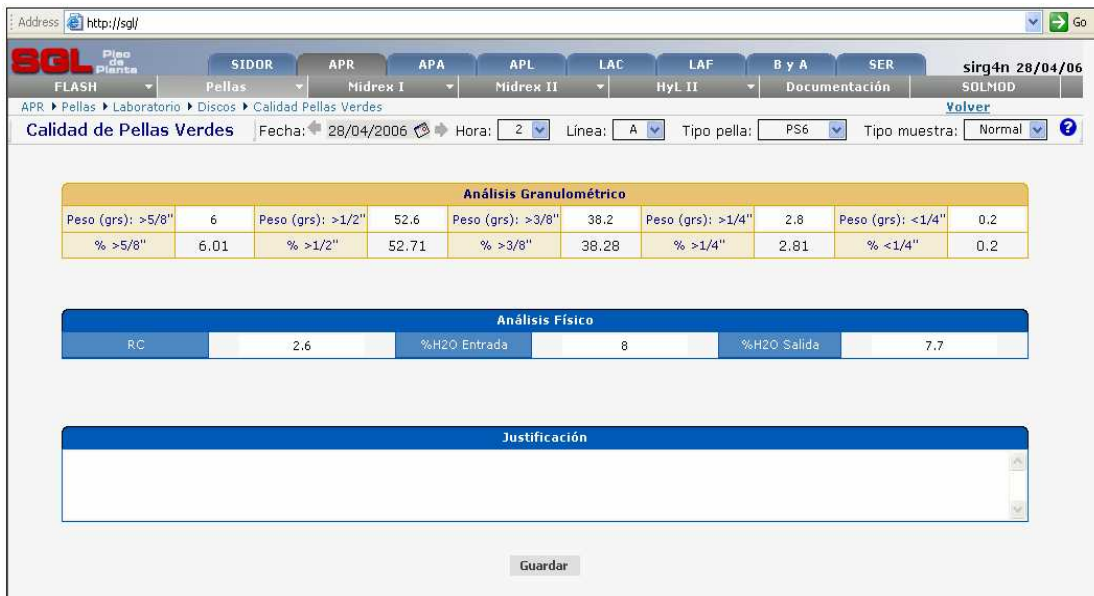 Address http://sgl/ Go
SGL Piso de Planta SIDOR APR APA APL LAC LAF B y A SER sirg4n 28/04/06
FLASH Pellas Midrex I Midrex II HyL II Documentación SOLMOD
APR Pellas Laboratorio Discos Calidad Pellas Verdes Volver
Calidad de Pellas Verdes Fecha: 28/04/2006 Hora: 2 Línea: A Tipo pella: PS6 Tipo muestra: Normal ?
Análisis Granulométrico
Peso (grs): >5/8" 6 Peso (grs): >1/2" 52.6 Peso (grs): >3/8" 38.2 Peso (grs): >1/4" 2.8 Peso (grs): <1/4" 0.2
% >5/8" 6.01 % >1/2" 52.71 % >3/8" 38.28 % >1/4" 2.81 % <1/4" 0.2
Análisis Físico
RC 2.6 %H2O Entrada 8 %H2O Salida 7.7
Justificación
Guardar